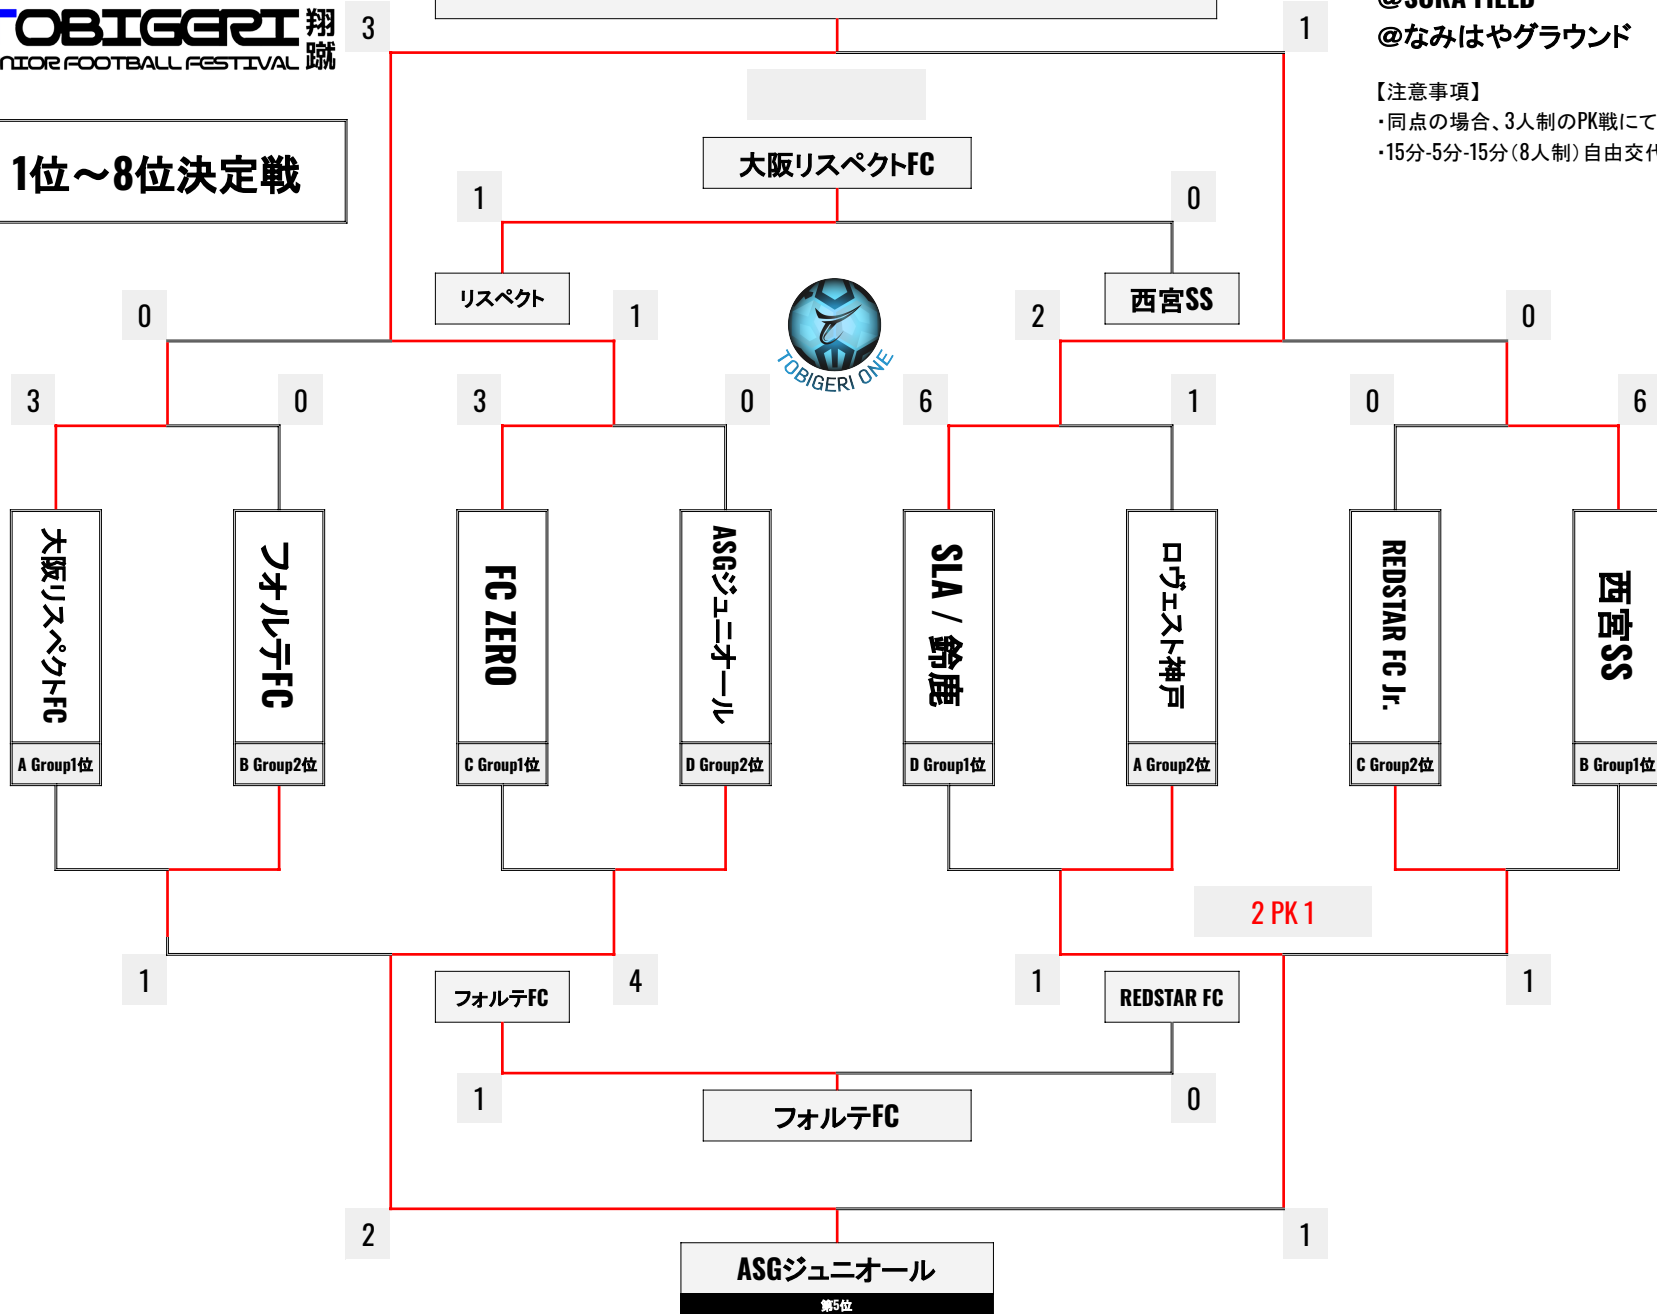 TOBIGERI 翔蹴
NIOR FOOTBALL FESTIVAL
@なみはやグラウンド
【注意事項】
・同点の場合、3人制のPK戦にて
・15分-5分-15分(8人制)自由交代
1位〜8位決定戦
3
1
大阪リスペクトFC
1
0
リスペクト
西宮SS
TOBIGERI ONE
0
1
2
0
3
0
3
0
6
1
0
6
大阪リスペクトFC
フォルテFC
FC ZERO
ASGジュニオール
SLA / 鈴鹿
ロヴェスト神戸
REDSTAR FC Jr.
西宮SS
A Group1位
B Group2位
C Group1位
D Group2位
D Group1位
A Group2位
C Group2位
B Group1位
2 PK 1
1
4
1
1
フォルテFC
REDSTAR FC
1
0
フォルテFC
2
1
ASGジュニオール
第5位